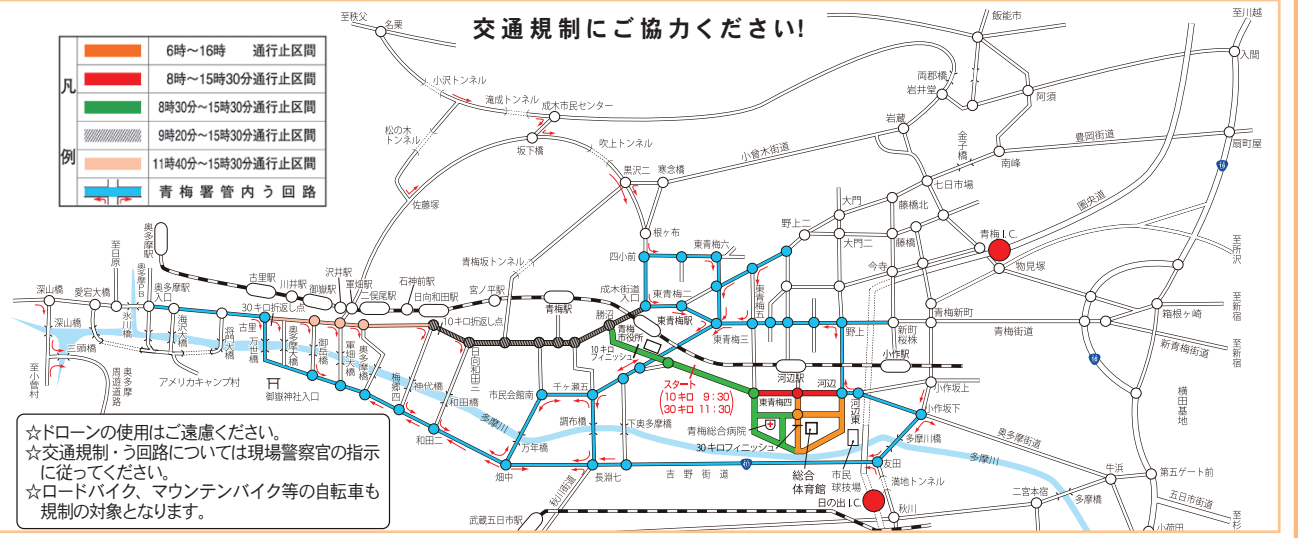 交通規制にご協力ください!
凡例
6時～16時 通行止区間
8時～15時30分通行止区間
8時30分～15時30分通行止区間
9時20分～15時30分通行止区間
11時40分～15時30分通行止区間
青梅署管内う回路
至秩父
名栗
小沢トンネル
滝成トンネル
成木市民センター
松の木
トンネル
坂下橋
吹上トンネル
佐藤塚
黒沢二
寒念橋
小曾木街道
根ヶ布
飯能市
至川越
入間
両郡橋
岩井堂
阿須
岩蔵
金子橋
豊岡街道
南峰
扇町屋
16
七日市場
圏央道
大門
藤橋北
野上二
大門二
藤橋
青梅I.C.
物見塚
今寺
至所沢
四小前
東青梅六
青梅坂トンネル
成木街道
入口
東青梅二
東青梅駅
東青梅五
東青梅三
野上
新町
桜株
青梅新町
青梅街道
箱根ヶ崎
新青梅街道
至新宿
至新宿
16
横田基地
奥多摩駅
至日原
奥多摩PB
深山橋
愛宕大橋
奥多摩駅
入口
古里駅
川井駅
御嶽駅
沢井駅
軍畑駅
二俣尾駅
石神前駅
日向和田駅
宮ノ平駅
青梅駅
勝沼
青梅
市役所
30キロ折返し点
10キロ折返し点
10キロ
フィニッシュ
深山橋
三頭橋
氷川橋
海沢大橋
将門大橋
古里
万世橋
奥多摩大橋
御岳橋
軍畑大橋
奥多摩橋
至小菅村
奥多摩
周遊道路
アメリカキャンプ村
御嶽神社入口
梅郷四
神代橋
和田橋
日向和田三
和田二
多摩川
市民会館南
千ヶ瀬五
調布橋
下奥多摩橋
万年橋
畑中
長淵七
秋川街道
武蔵五日市駅
吉野街道
411
スタート
10キロ 9:30
30キロ 11:30
河辺駅
小作駅
河辺
東青梅四
河辺東
青梅総合病院
30キロフィニッシュ
総合
体育館
市民
球技場
小作坂上
小作坂下
多摩川橋
奥多摩街道
多摩川
友田
満地トンネル
日の出I.C.
秋川
二宮本宿
多摩橋
牛浜
第五ゲート前
五日市街道
小荷田
至杉
☆ドローンの使用はご遠慮ください。
☆交通規制・う回路については現場警察官の指示
に従ってください。
☆ロードバイク、マウンテンバイク等の自転車も
規制の対象となります。